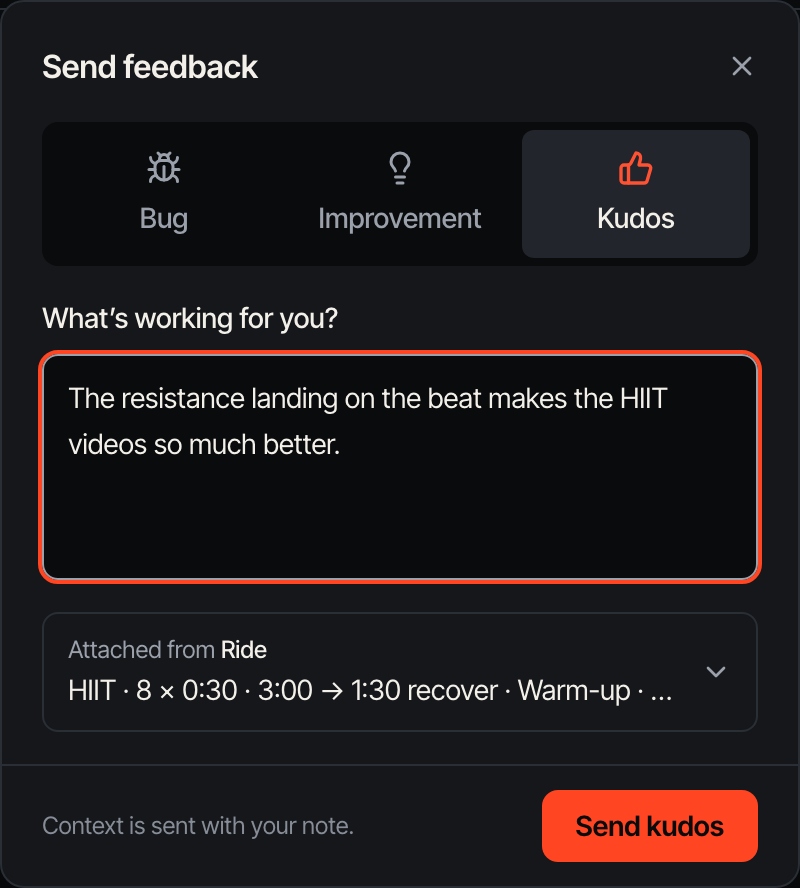 Send feedback
Bug
Improvement
Kudos
What’s working for you?
The resistance landing on the beat makes the HIIT
videos so much better.
Attached from Ride
HIIT · 8 × 0:30 · 3:00 → 1:30 recover · Warm-up · …
Context is sent with your note.
Send kudos